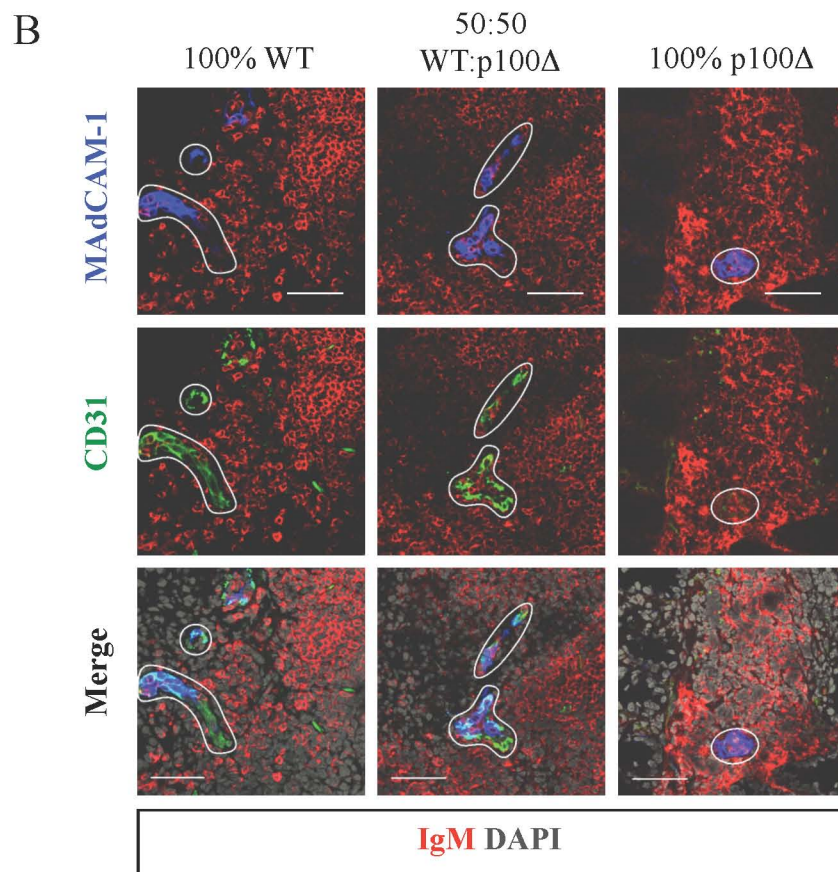 B
100% WT
50:50
WT:p100Δ
100% p100Δ
MAdCAM-1
CD31
Merge
IgM DAPI